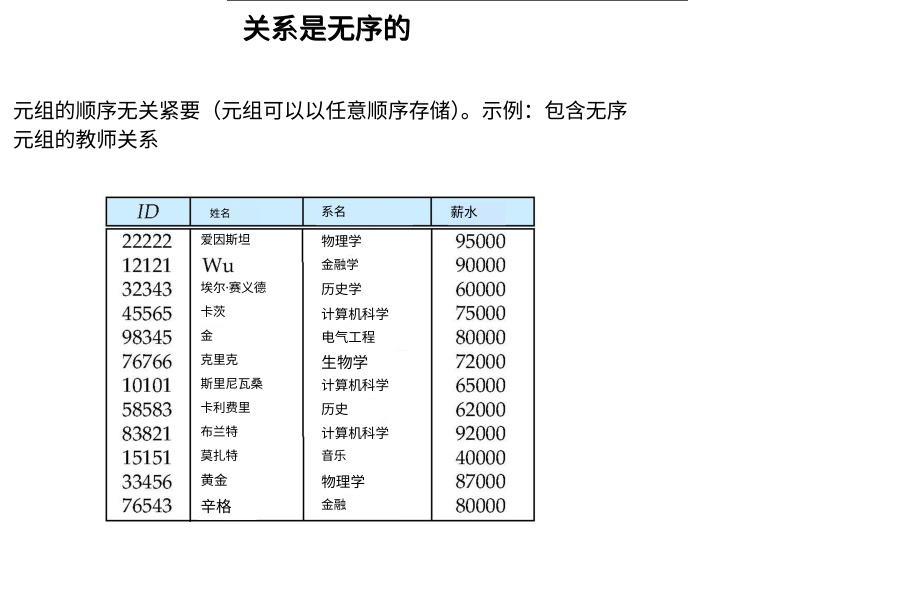 关系是无序的
元组的顺序无关紧要（元组可以以任意顺序存储）。示例：包含无序
元组的教师关系
ID 姓名 系名 薪水
22222 爱因斯坦 物理学 95000
12121 Wu 金融学 90000
32343 埃尔·赛义德 历史学 60000
45565 卡茨 计算机科学 75000
98345 金 电气工程 80000
76766 克里克 生物学 72000
10101 斯里尼瓦桑 计算机科学 65000
58583 卡利费里 历史 62000
83821 布兰特 计算机科学 92000
15151 莫扎特 音乐 40000
33456 黄金 物理学 87000
76543 辛格 金融 80000